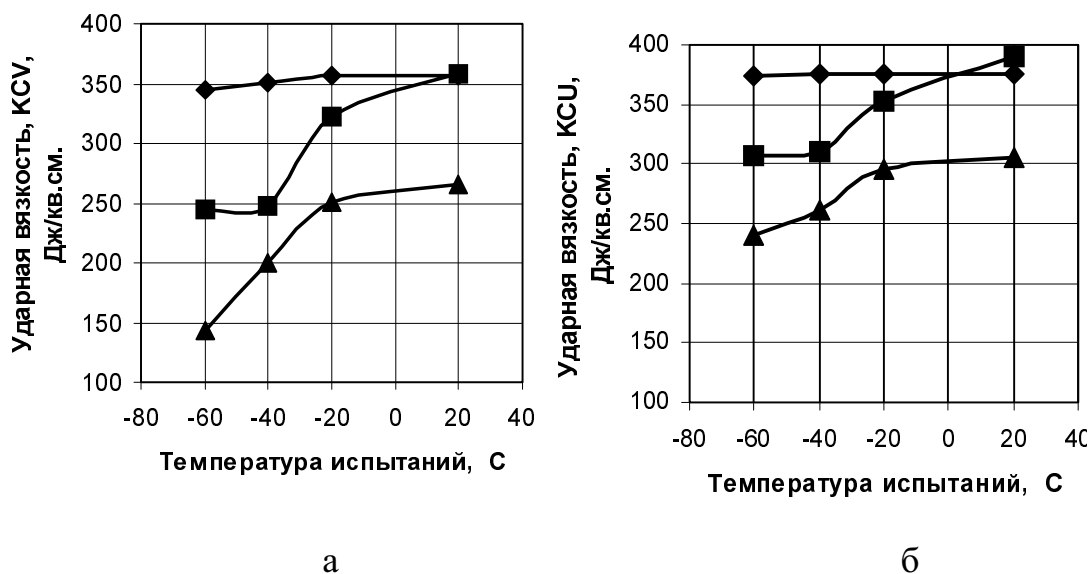 Ударная вязкость, KCV,
Дж/кв.см.
400
350
300
250
200
150
100
-80 -60 -40 -20 0 20 40
Температура испытаний, С
а
Ударная вязкость, KCU,
Дж/кв.см.
400
350
300
250
200
150
100
-80 -60 -40 -20 0 20 40
Температура испытаний, С
б